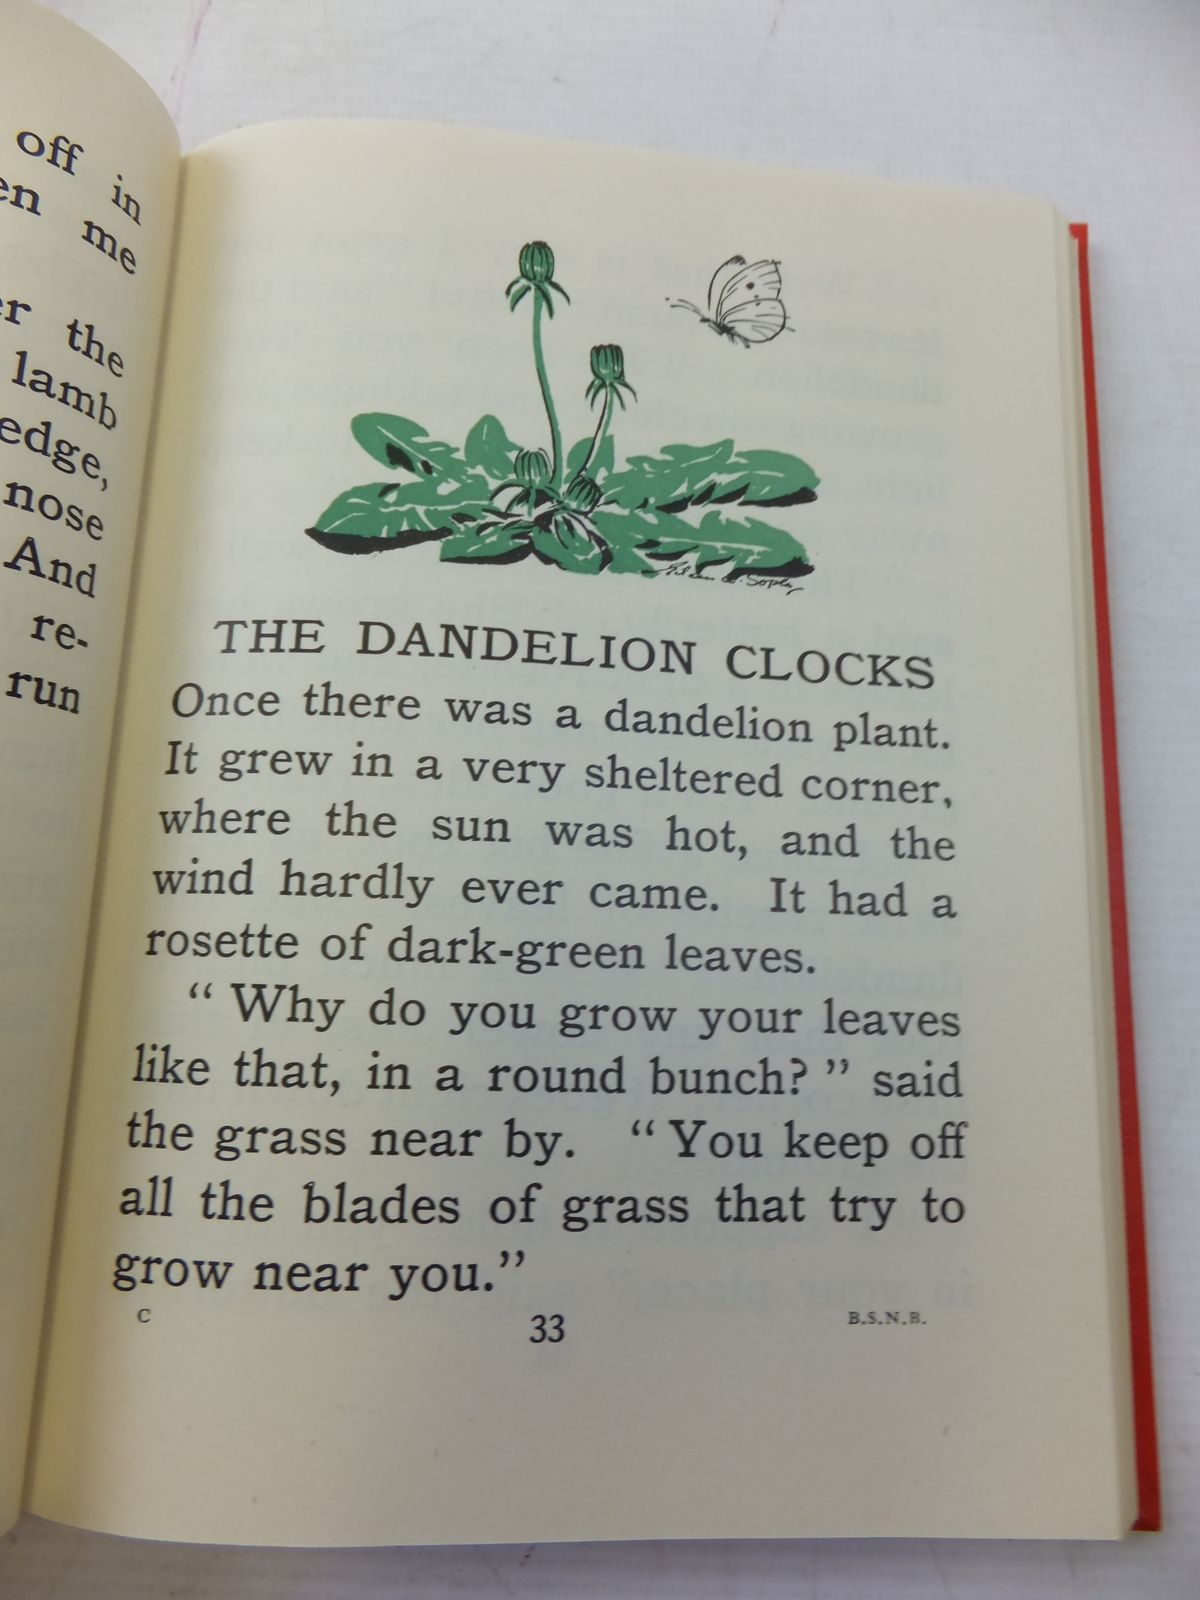 off in
me
the
lamb
nose
And
re-
run
THE DANDELION CLOCKS
Once there was a dandelion plant.
It grew in a very sheltered corner,
where the sun was hot, and the
wind hardly ever came. It had a
rosette of dark-green leaves.
“ Why do you grow your leaves
like that, in a round bunch? ” said
the grass near by. “ You keep off
all the blades of grass that try to
grow near you.”
C 33 B.S.N.B.